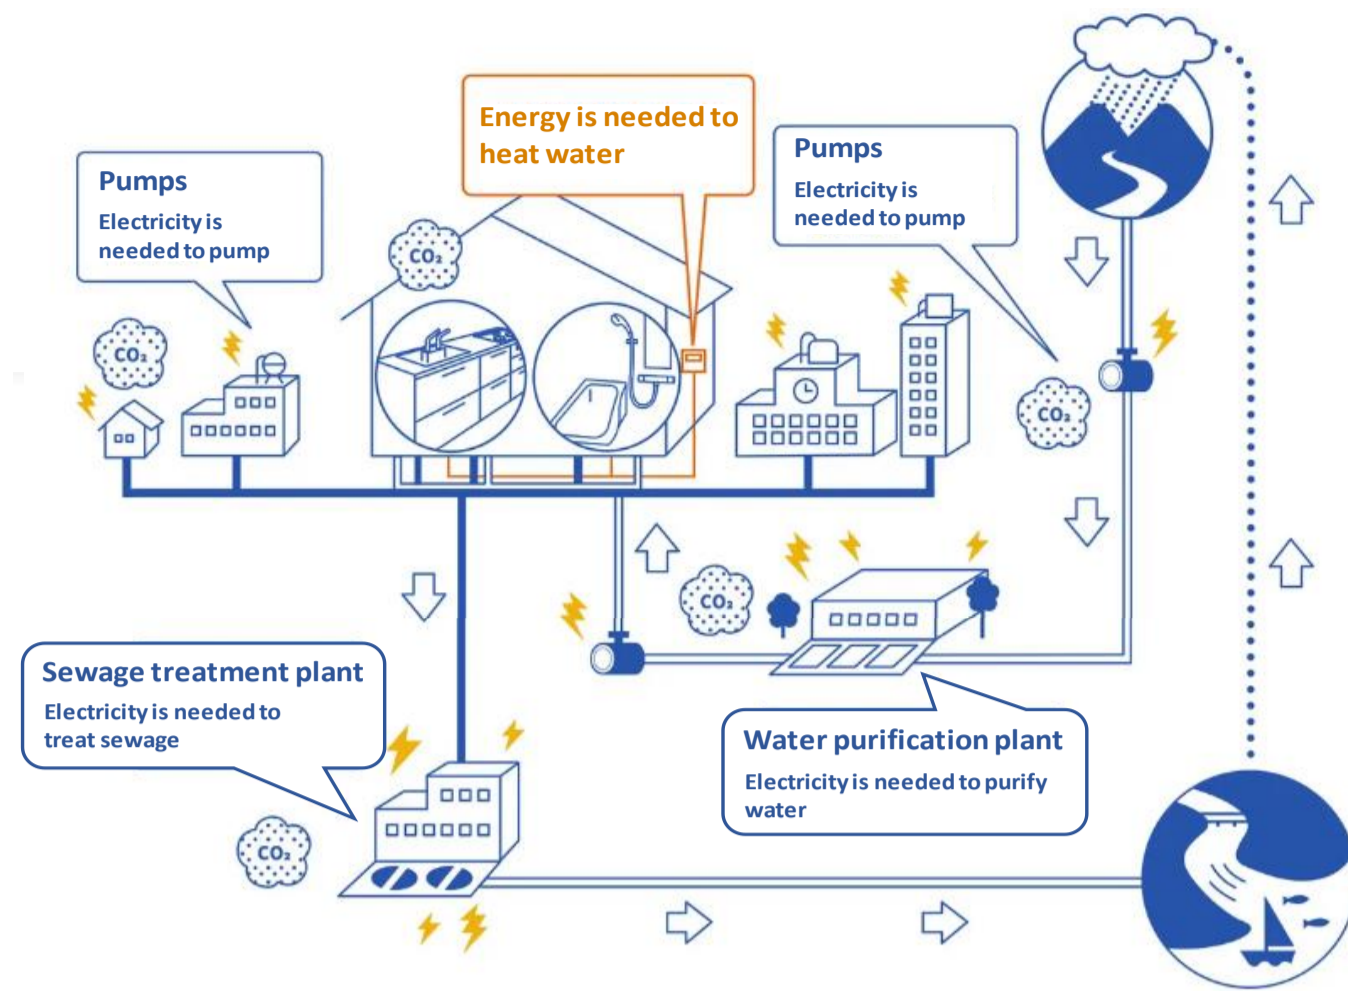 Energy is needed to
heat water
Pumps
Electricity is
needed to pump
Pumps
Electricity is
needed to pump
CO₂
CO₂
CO₂
CO₂
Sewage treatment plant
Electricity is needed to
treat sewage
Water purification plant
Electricity is needed to purify
water
CO₂